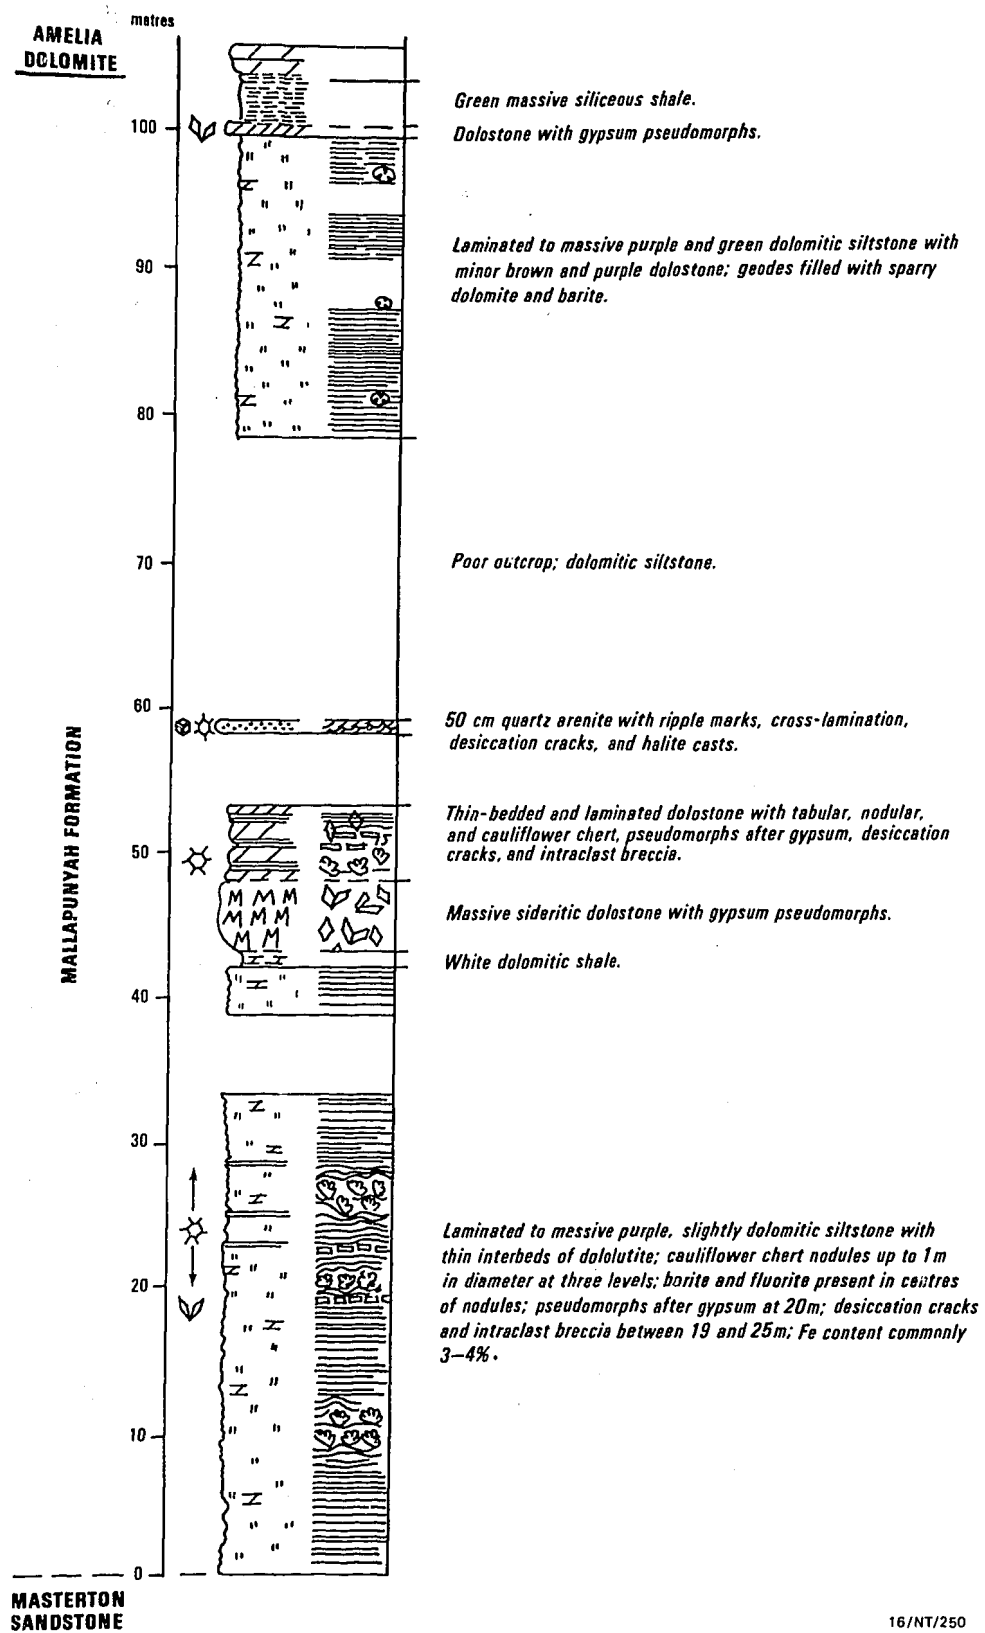 metres
AMELIA
DOLOMITE
Green massive siliceous shale.
100
Dolostone with gypsum pseudomorphs.
Laminated to massive purple and green dolomitic siltstone with
90
minor brown and purple dolostone; geodes filled with sparry
dolomite and barite.
80
70
Poor outcrop; dolomitic siltstone.
60
50 cm quartz arenite with ripple marks, cross-lamination,
desiccation cracks, and halite casts.
MALLAPUNYAH FORMATION
Thin-bedded and laminated dolostone with tabular, nodular,
and cauliflower chert, pseudomorphs after gypsum, desiccation
50
cracks, and intraclast breccia.
Massive sideritic dolostone with gypsum pseudomorphs.
White dolomitic shale.
40
30
Laminated to massive purple, slightly dolomitic siltstone with
thin interbeds of dololutite; cauliflower chert nodules up to 1m
20
in diameter at three levels; barite and fluorite present in centres
of nodules; pseudomorphs after gypsum at 20m; desiccation cracks
and intraclast breccia between 19 and 25m; Fe content commonly
3–4%.
10
0
MASTERTON
SANDSTONE
16/NT/250